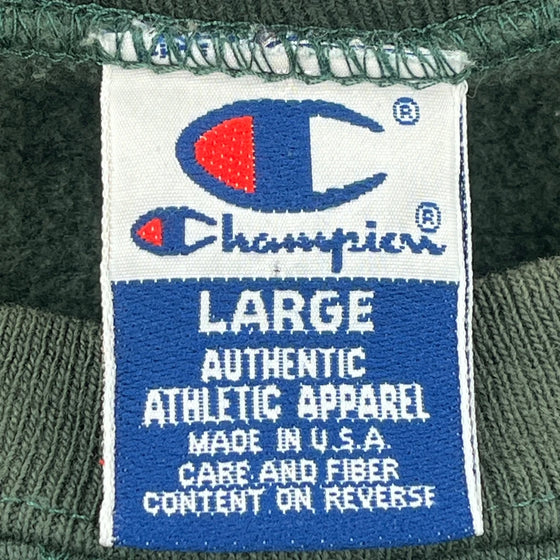 ®
Champion ®
LARGE
AUTHENTIC
ATHLETIC APPAREL
MADE IN U.S.A.
CARE AND FIBER
CONTENT ON REVERSE